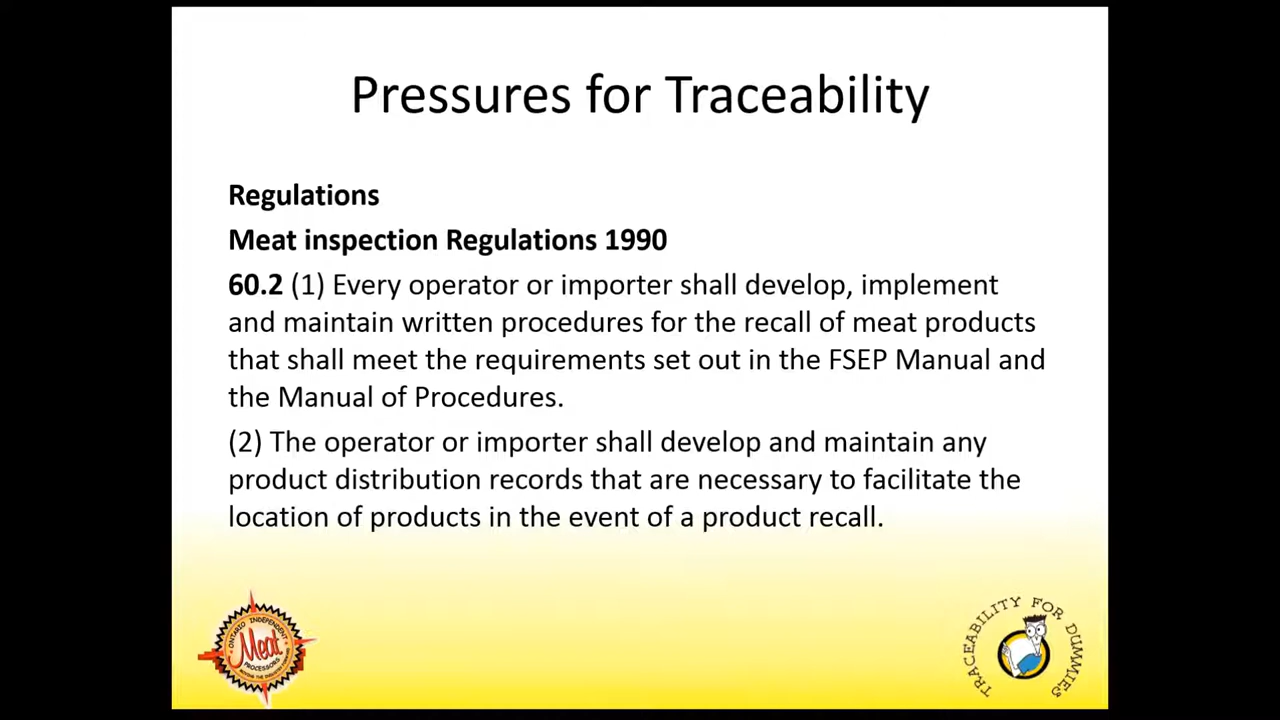 Pressures for Traceability
Regulations
Meat inspection Regulations 1990
60.2 (1) Every operator or importer shall develop, implement
and maintain written procedures for the recall of meat products
that shall meet the requirements set out in the FSEP Manual and
the Manual of Procedures.
(2) The operator or importer shall develop and maintain any
product distribution records that are necessary to facilitate the
location of products in the event of a product recall.
ONTARIO INDEPENDENT
Meat
PROCESSORS
TRACEABILITY FOR DUMMIES